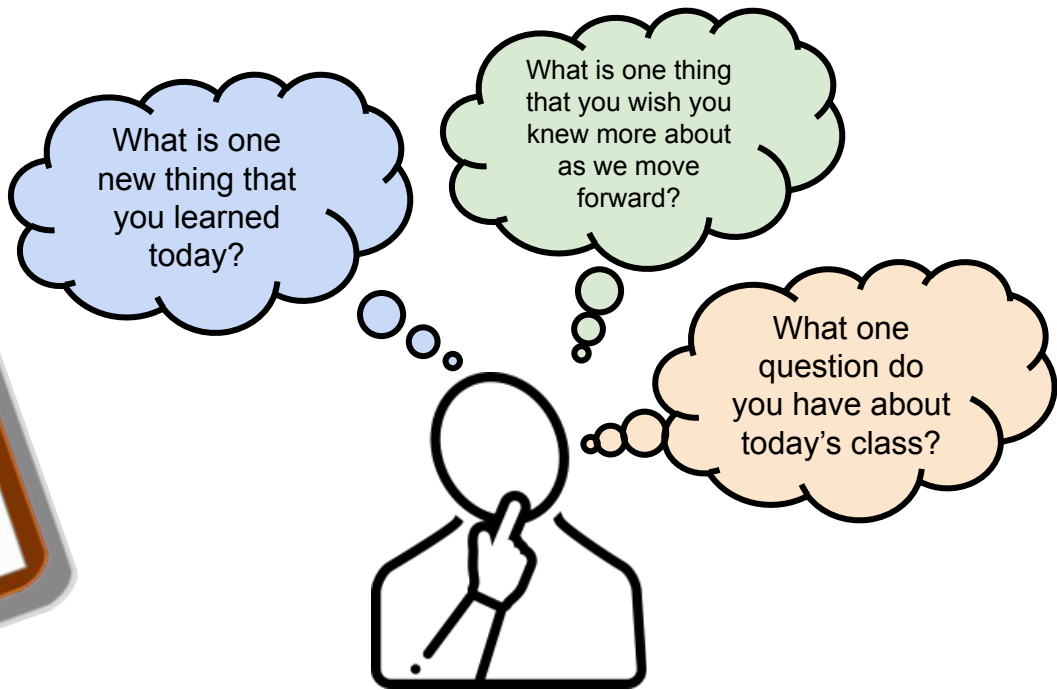 What is one
new thing that
you learned
today?
What is one thing
that you wish you
knew more about
as we move
forward?
What one
question do
you have about
today’s class?